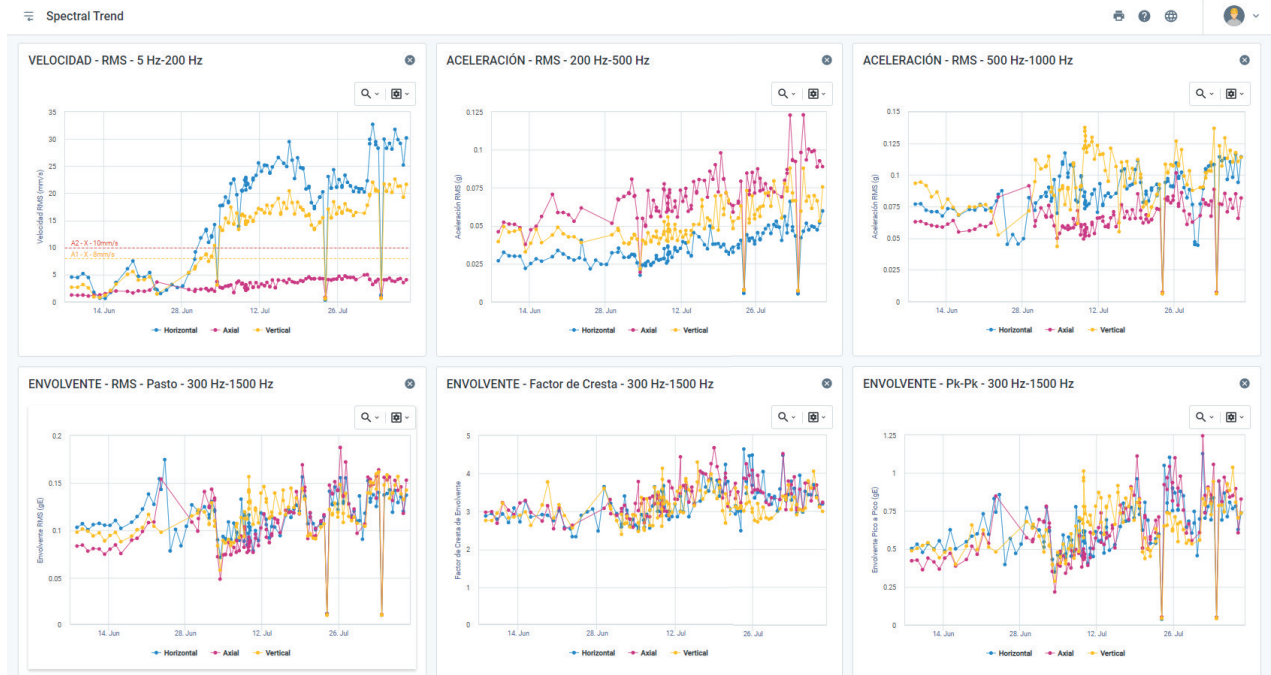 Spectral Trend
VELOCIDAD - RMS - 5 Hz-200 Hz
35
30
25
20
15
10
5
0
Velocidad RMS (mm/s)
A2 - X - 10mm/s
A1 - X - 8mm/s
14. Jun
28. Jun
12. Jul
26. Jul
Horizontal Axial Vertical
ACELERACIÓN - RMS - 200 Hz-500 Hz
0.125
0.1
0.075
0.05
0.025
0
Aceleración RMS (g)
14. Jun
28. Jun
12. Jul
26. Jul
Horizontal Axial Vertical
ACELERACIÓN - RMS - 500 Hz-1000 Hz
0.15
0.125
0.1
0.075
0.05
0.025
0
Aceleración RMS (g)
14. Jun
28. Jun
12. Jul
26. Jul
Horizontal Axial Vertical
ENVOLVENTE - RMS - Pasto - 300 Hz-1500 Hz
0.2
0.15
0.1
0.05
0
Envolvente RMS (gE)
14. Jun
28. Jun
12. Jul
26. Jul
Horizontal Axial Vertical
ENVOLVENTE - Factor de Cresta - 300 Hz-1500 Hz
5
4
3
2
1
0
Factor de Cresta de Envolvente
14. Jun
28. Jun
12. Jul
26. Jul
Horizontal Axial Vertical
ENVOLVENTE - Pk-Pk - 300 Hz-1500 Hz
1.25
1
0.75
0.5
0.25
0
Envolvente Pico a Pico (gE)
14. Jun
28. Jun
12. Jul
26. Jul
Horizontal Axial Vertical